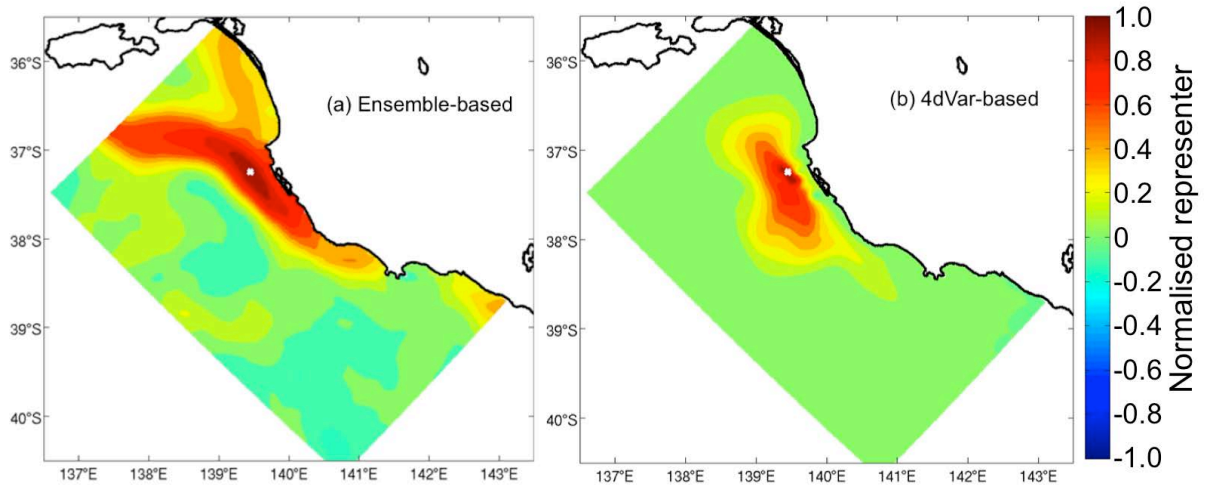 (a) Ensemble-based
36°S
37°S
38°S
39°S
40°S
137°E 138°E 139°E 140°E 141°E 142°E 143°E
(b) 4dVar-based
36°S
37°S
38°S
39°S
40°S
137°E 138°E 139°E 140°E 141°E 142°E 143°E
1.0
0.8
0.6
0.4
0.2
0
-0.2
-0.4
-0.6
-0.8
-1.0
Normalised representer